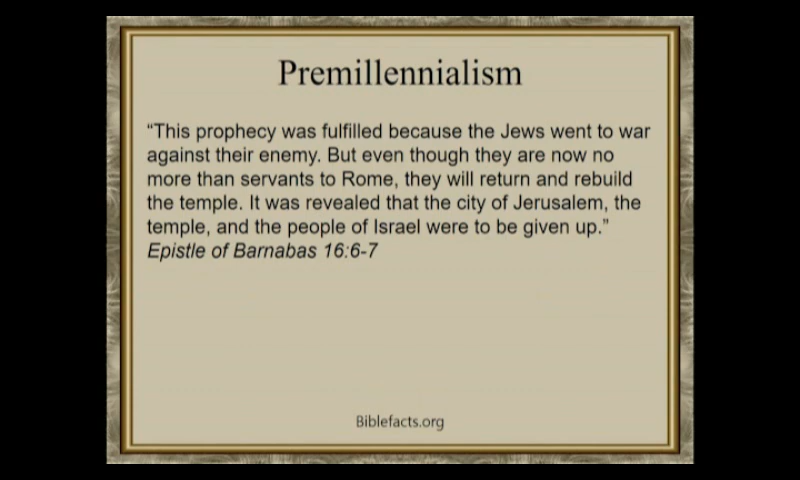 Premillennialism
“This prophecy was fulfilled because the Jews went to war
against their enemy. But even though they are now no
more than servants to Rome, they will return and rebuild
the temple. It was revealed that the city of Jerusalem, the
temple, and the people of Israel were to be given up.”
Epistle of Barnabas 16:6-7
Biblefacts.org